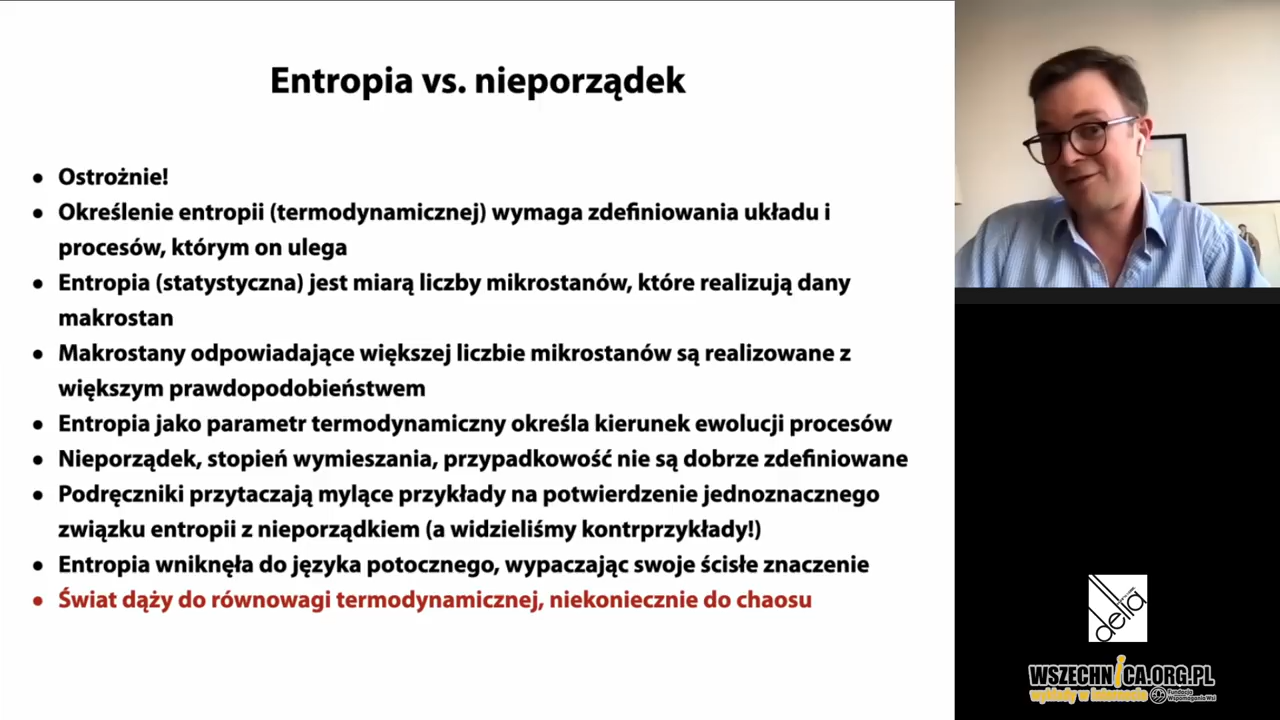 Entropia vs. nieporządek
• Ostrożnie!
• Określenie entropii (termodynamicznej) wymaga zdefiniowania układu i
procesów, którym on ulega
• Entropia (statystyczna) jest miarą liczby mikrostanów, które realizują dany
makrostan
• Makrostany odpowiadające większej liczbie mikrostanów są realizowane z
większym prawdopodobieństwem
• Entropia jako parametr termodynamiczny określa kierunek ewolucji procesów
• Nieporządek, stopień wymieszania, przypadkowość nie są dobrze zdefiniowane
• Podręczniki przytaczają mylące przykłady na potwierdzenie jednoznacznego
związku entropii z nieporządkiem (a widzieliśmy kontrprzykłady!)
• Entropia wniknęła do języka potocznego, wypaczając swoje ścisłe znaczenie
• Świat dąży do równowagi termodynamicznej, niekoniecznie do chaosu
delta
WSZECHNICA.ORG.PL
wykłady w internecie
Fundacja
Wspomagania Wsi